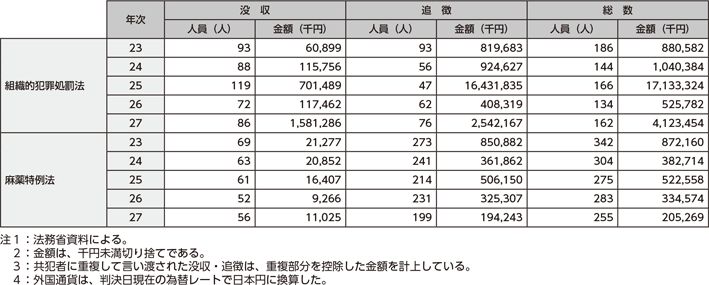 年次 没収 追徴 総数
人員（人） 金額（千円） 人員（人） 金額（千円） 人員（人） 金額（千円）
組織的犯罪処罰法
23 93 60,899 93 819,683 186 880,582
24 88 115,756 56 924,627 144 1,040,384
25 119 701,489 47 16,431,835 166 17,133,324
26 72 117,462 62 408,319 134 525,782
27 86 1,581,286 76 2,542,167 162 4,123,454
麻薬特例法
23 69 21,277 273 850,882 342 872,160
24 63 20,852 241 361,862 304 382,714
25 61 16,407 214 506,150 275 522,558
26 52 9,266 231 325,307 283 334,574
27 56 11,025 199 194,243 255 205,269
注１：法務省資料による。
２：金額は、千円未満切り捨てである。
３：共犯者に重複して言い渡された没収・追徴は、重複部分を控除した金額を計上している。
４：外国通貨は、判決日現在の為替レートで日本円に換算した。